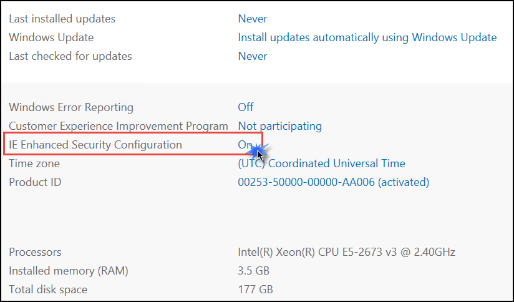 Last installed updates Never
Windows Update Install updates automatically using Windows Update
Last checked for updates Never
Windows Error Reporting Off
Customer Experience Improvement Program Not participating
IE Enhanced Security Configuration On
Time zone (UTC) Coordinated Universal Time
Product ID 00253-50000-00000-AA006 (activated)
Processors Intel(R) Xeon(R) CPU E5-2673 v3 @ 2.40GHz
Installed memory (RAM) 3.5 GB
Total disk space 177 GB